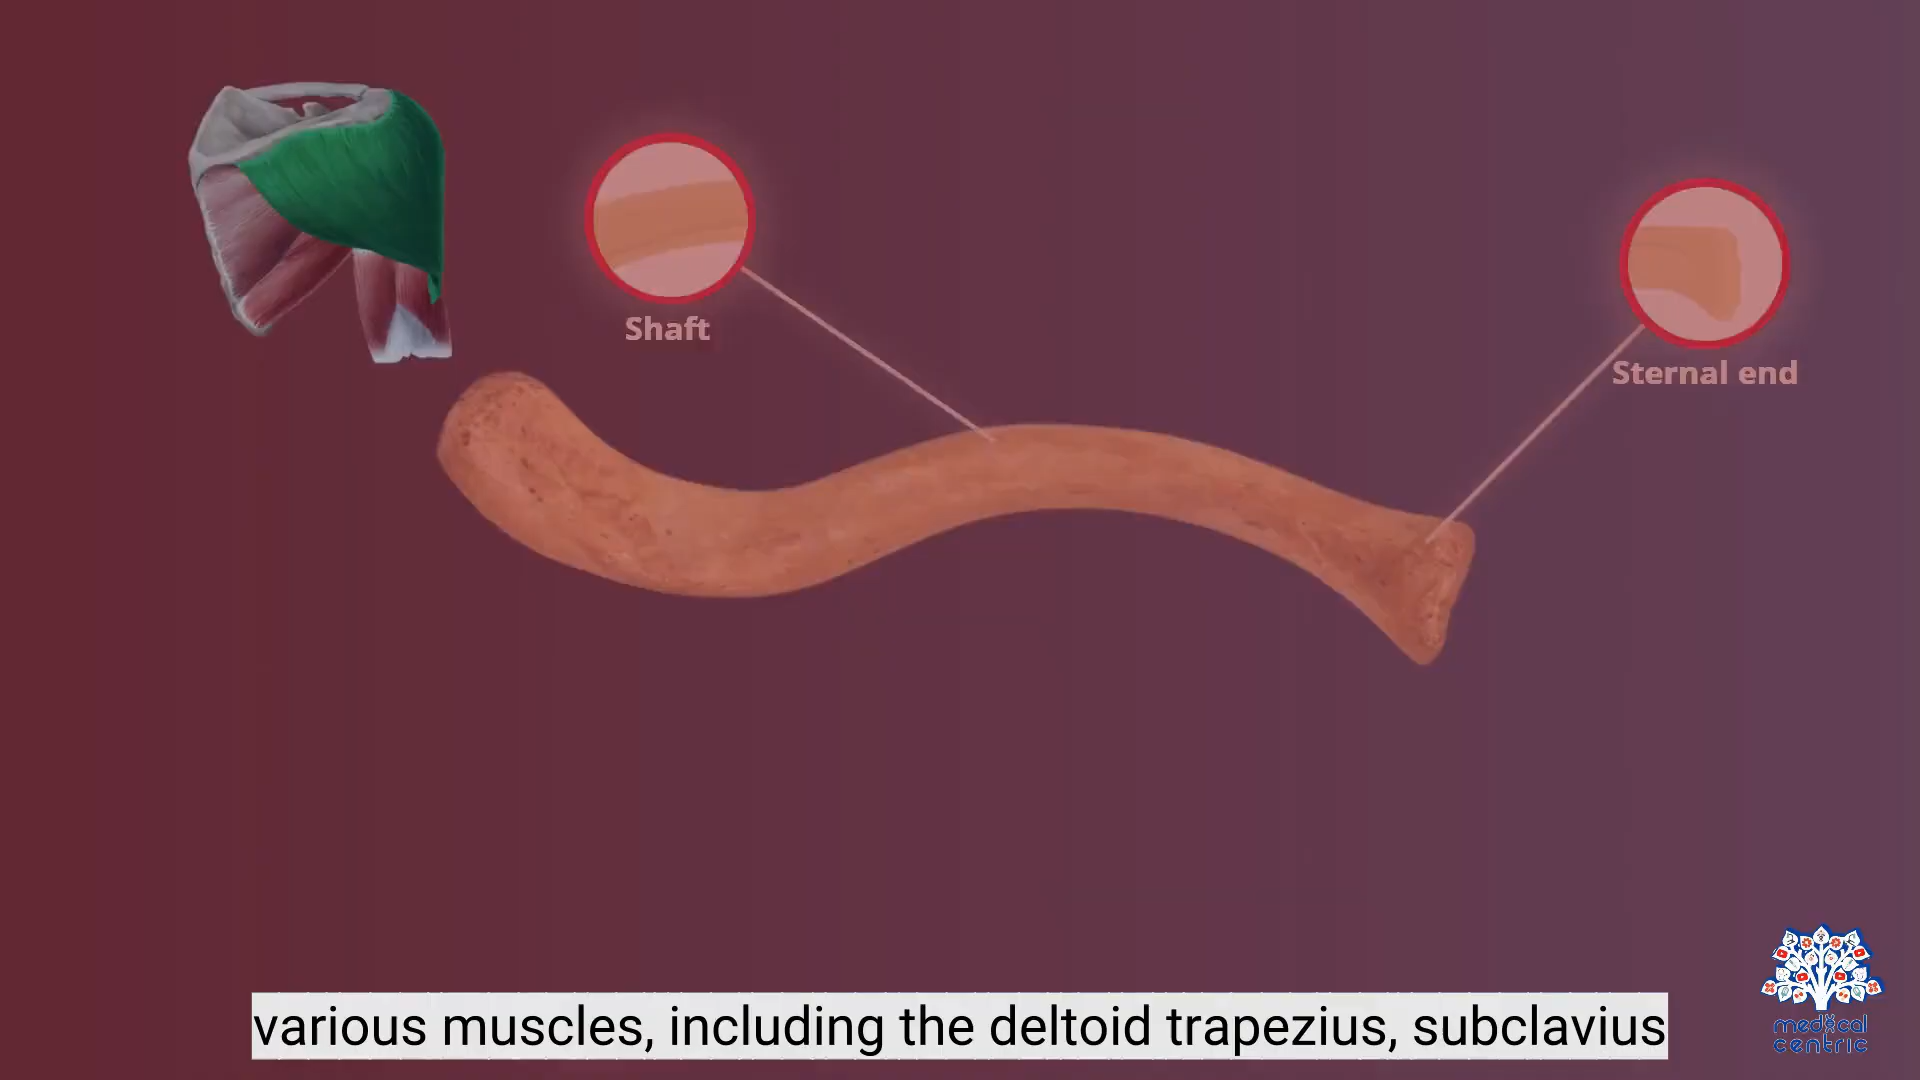 Shaft
Sternal end
various muscles, including the deltoid trapezius, subclavius
medical
centric